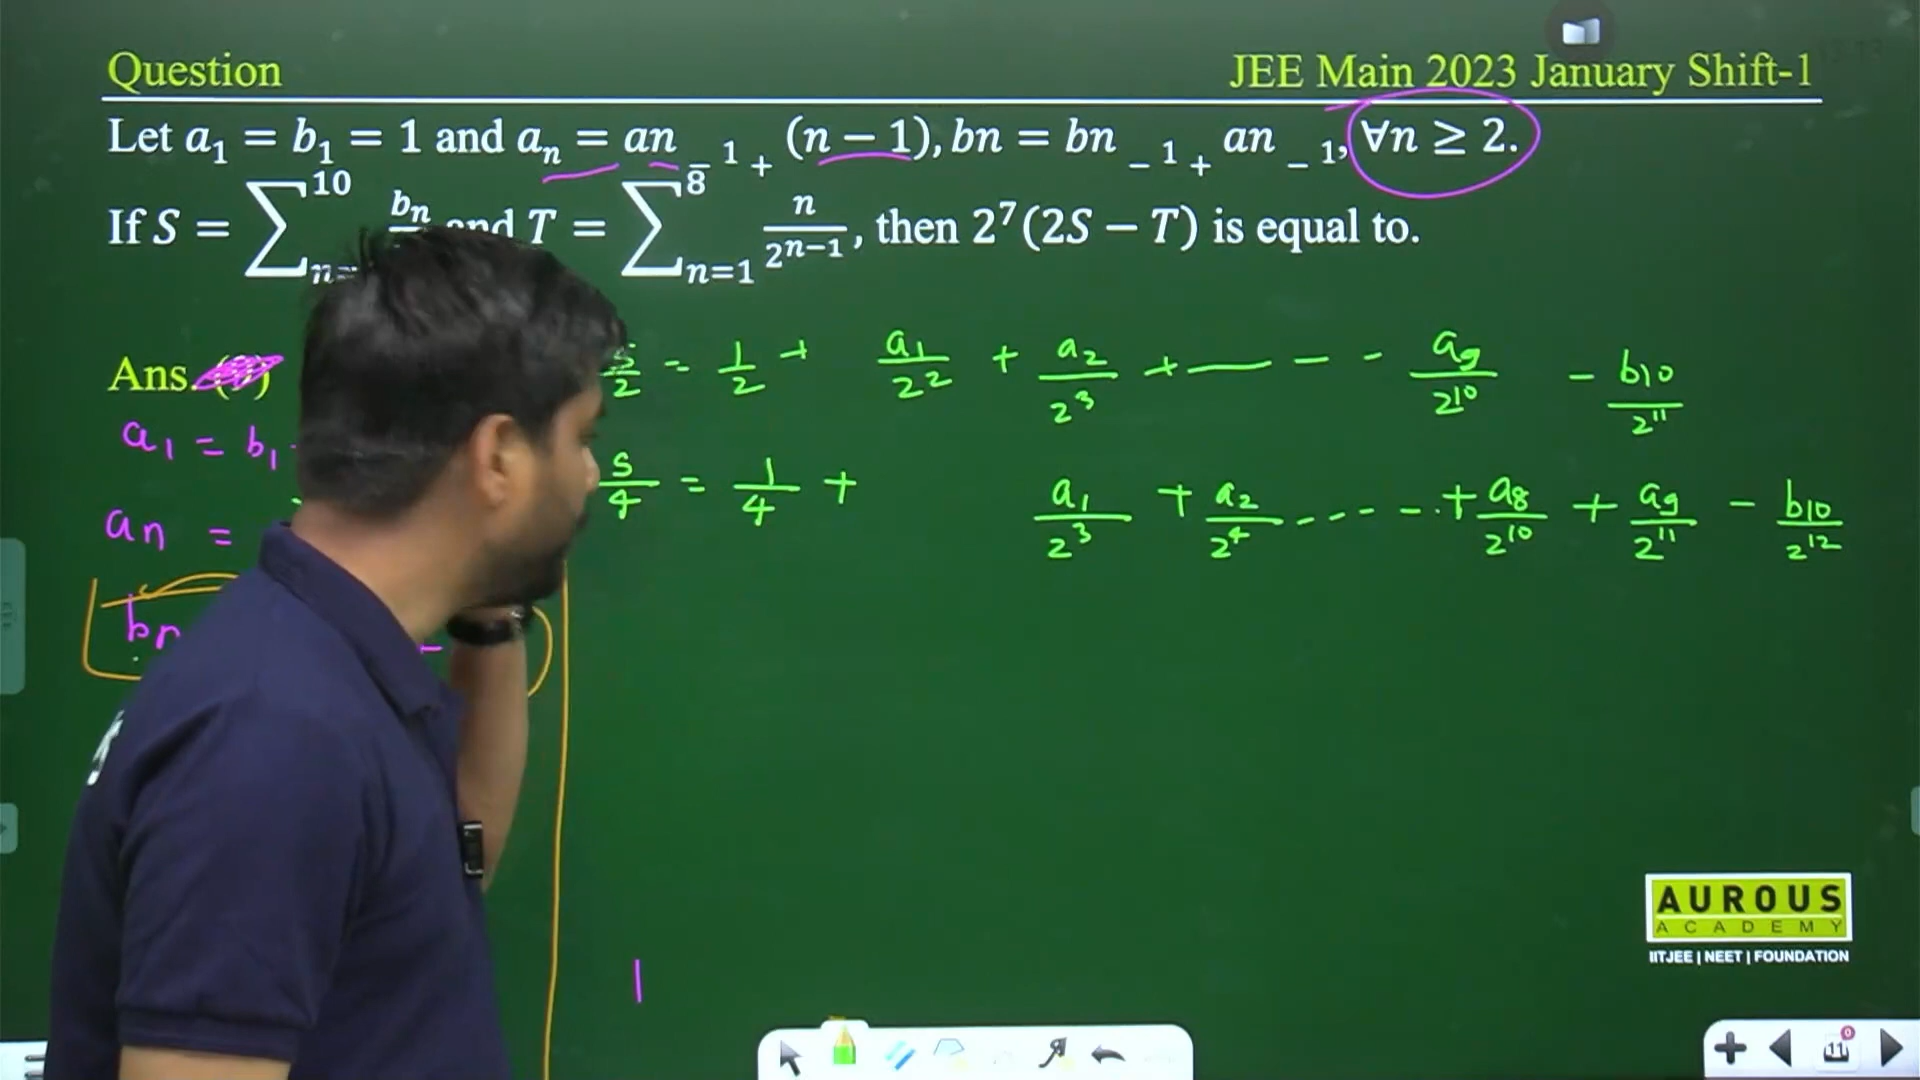 Question
JEE Main 2023 January Shift-1
Let a₁ = b₁ = 1 and aₙ = an ₋ ₁ ₊ (n − 1), bn = bn ₋ ₁ ₊ an ₋ ₁, ∀n ≥ 2.
If S = ∑¹⁰ bₙ and T = ∑⁸ₙ₌₁ n/2ⁿ⁻¹, then 2⁷(2S − T) is equal to.
Ans.
S/2 = 1/2 + a₁/2² + a₂/2³ + — – – a₉/2¹⁰ – b₁₀/2¹¹
a₁ = b₁
S/4 = 1/4 + a₁/2³ + a₂/2⁴ - - - - . + a₈/2¹⁰ + a₉/2¹¹ – b₁₀/2¹²
an =
bn
AUROUS
ACADEMY
IITJEE | NEET | FOUNDATION
11
0